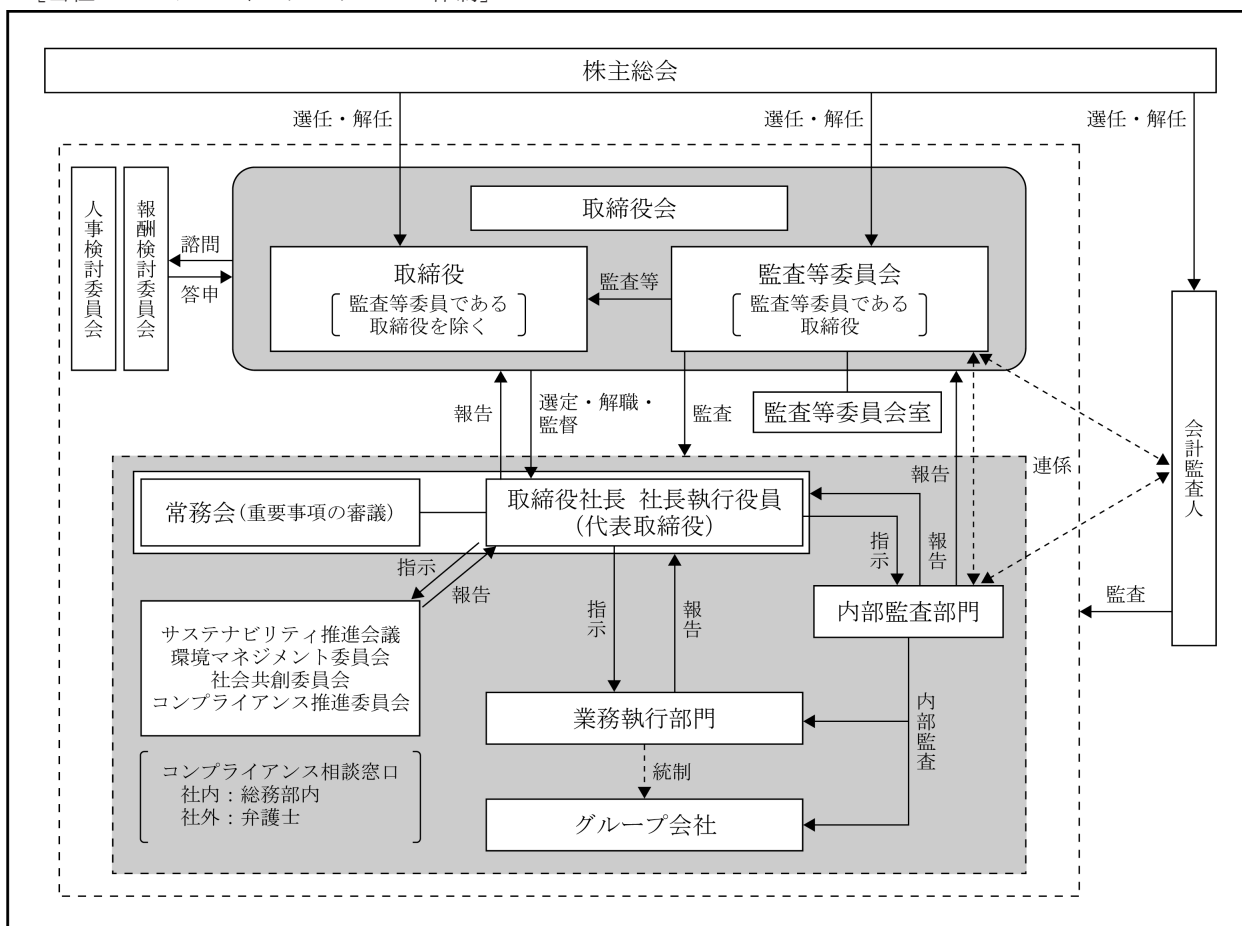 株主総会
選任・解任
選任・解任
選任・解任
人事検討委員会
報酬検討委員会
諮問
答申
取締役会
取締役
監査等委員である
取締役を除く
監査等
監査等委員会
監査等委員である
取締役
監査等委員会室
報告
選定・解職・
監督
監査
報告
連係
会計監査人
監査
常務会(重要事項の審議)
取締役社長 社長執行役員
(代表取締役)
指示
報告
指示
報告
指示
報告
内部監査部門
サステナビリティ推進会議
環境マネジメント委員会
社会共創委員会
コンプライアンス推進委員会
業務執行部門
内部監査
統制
グループ会社
コンプライアンス相談窓口
社内：総務部内
社外：弁護士